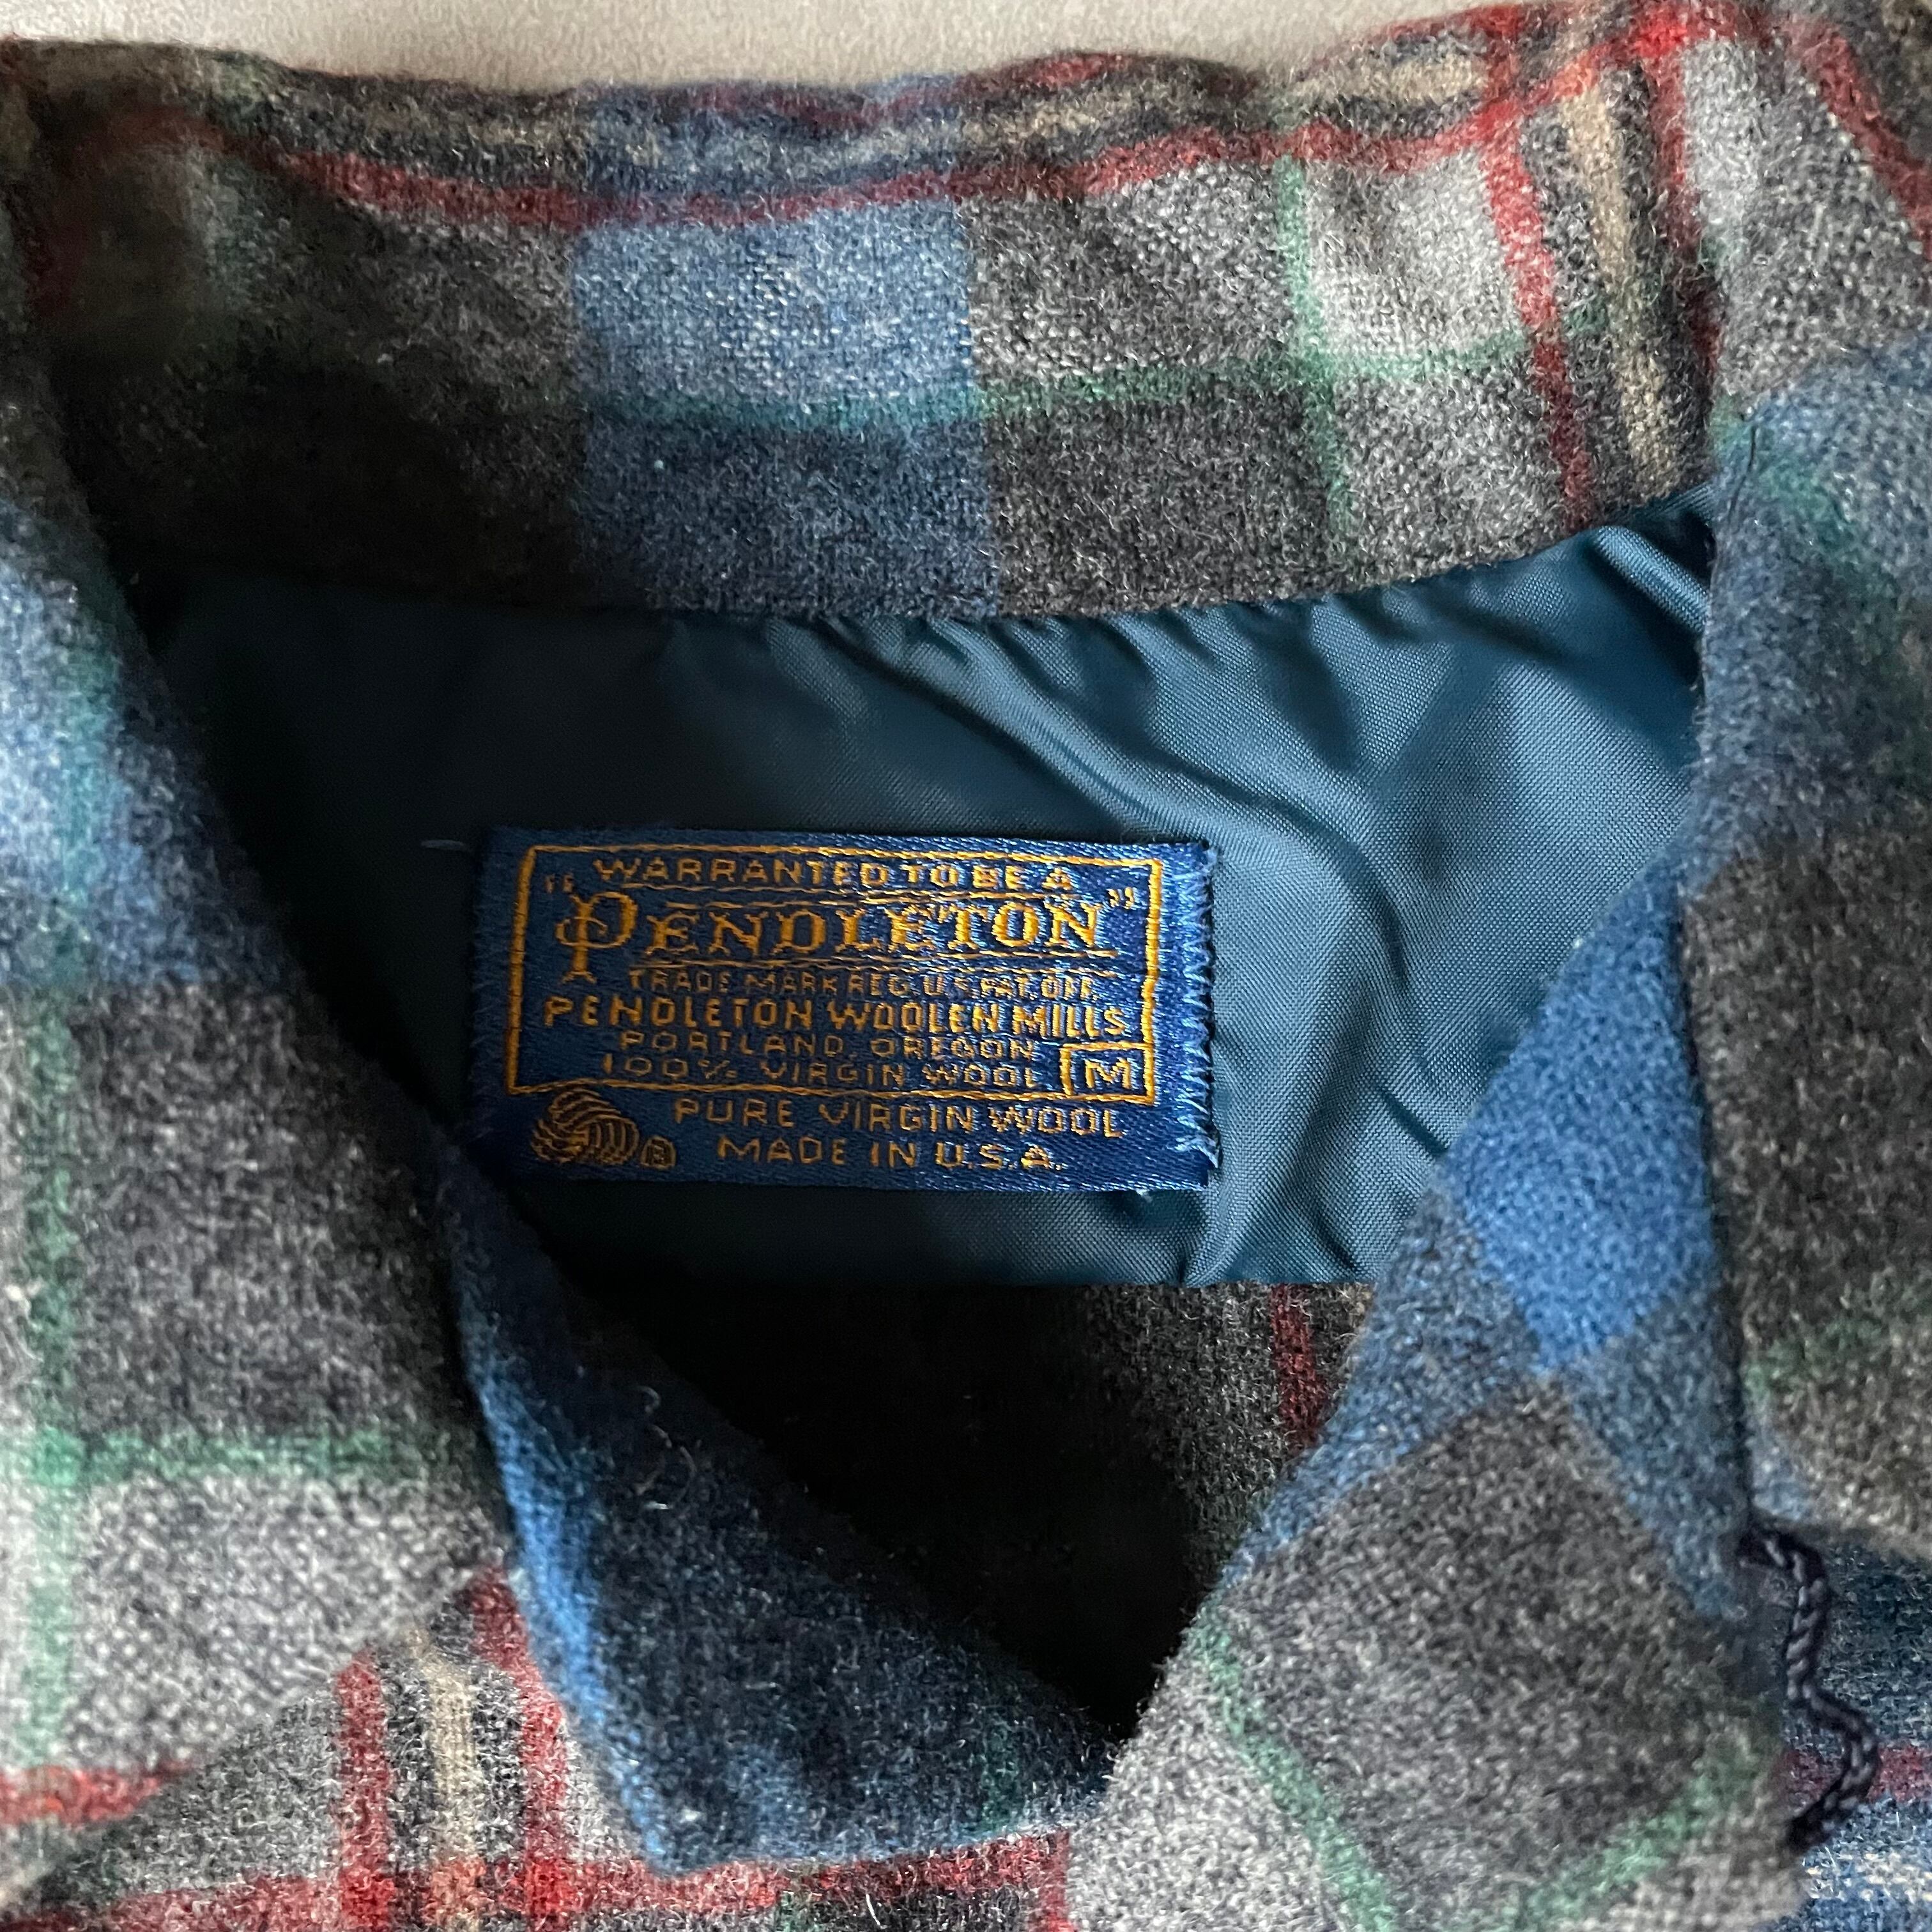 WARRANTED TO BE A
"PENDLETON"
TRADE MARK REG. U.S. PAT. OFF.
PENDLETON WOOLEN MILLS
PORTLAND, OREGON
100% VIRGIN WOOL M
PURE VIRGIN WOOL
® MADE IN U.S.A.